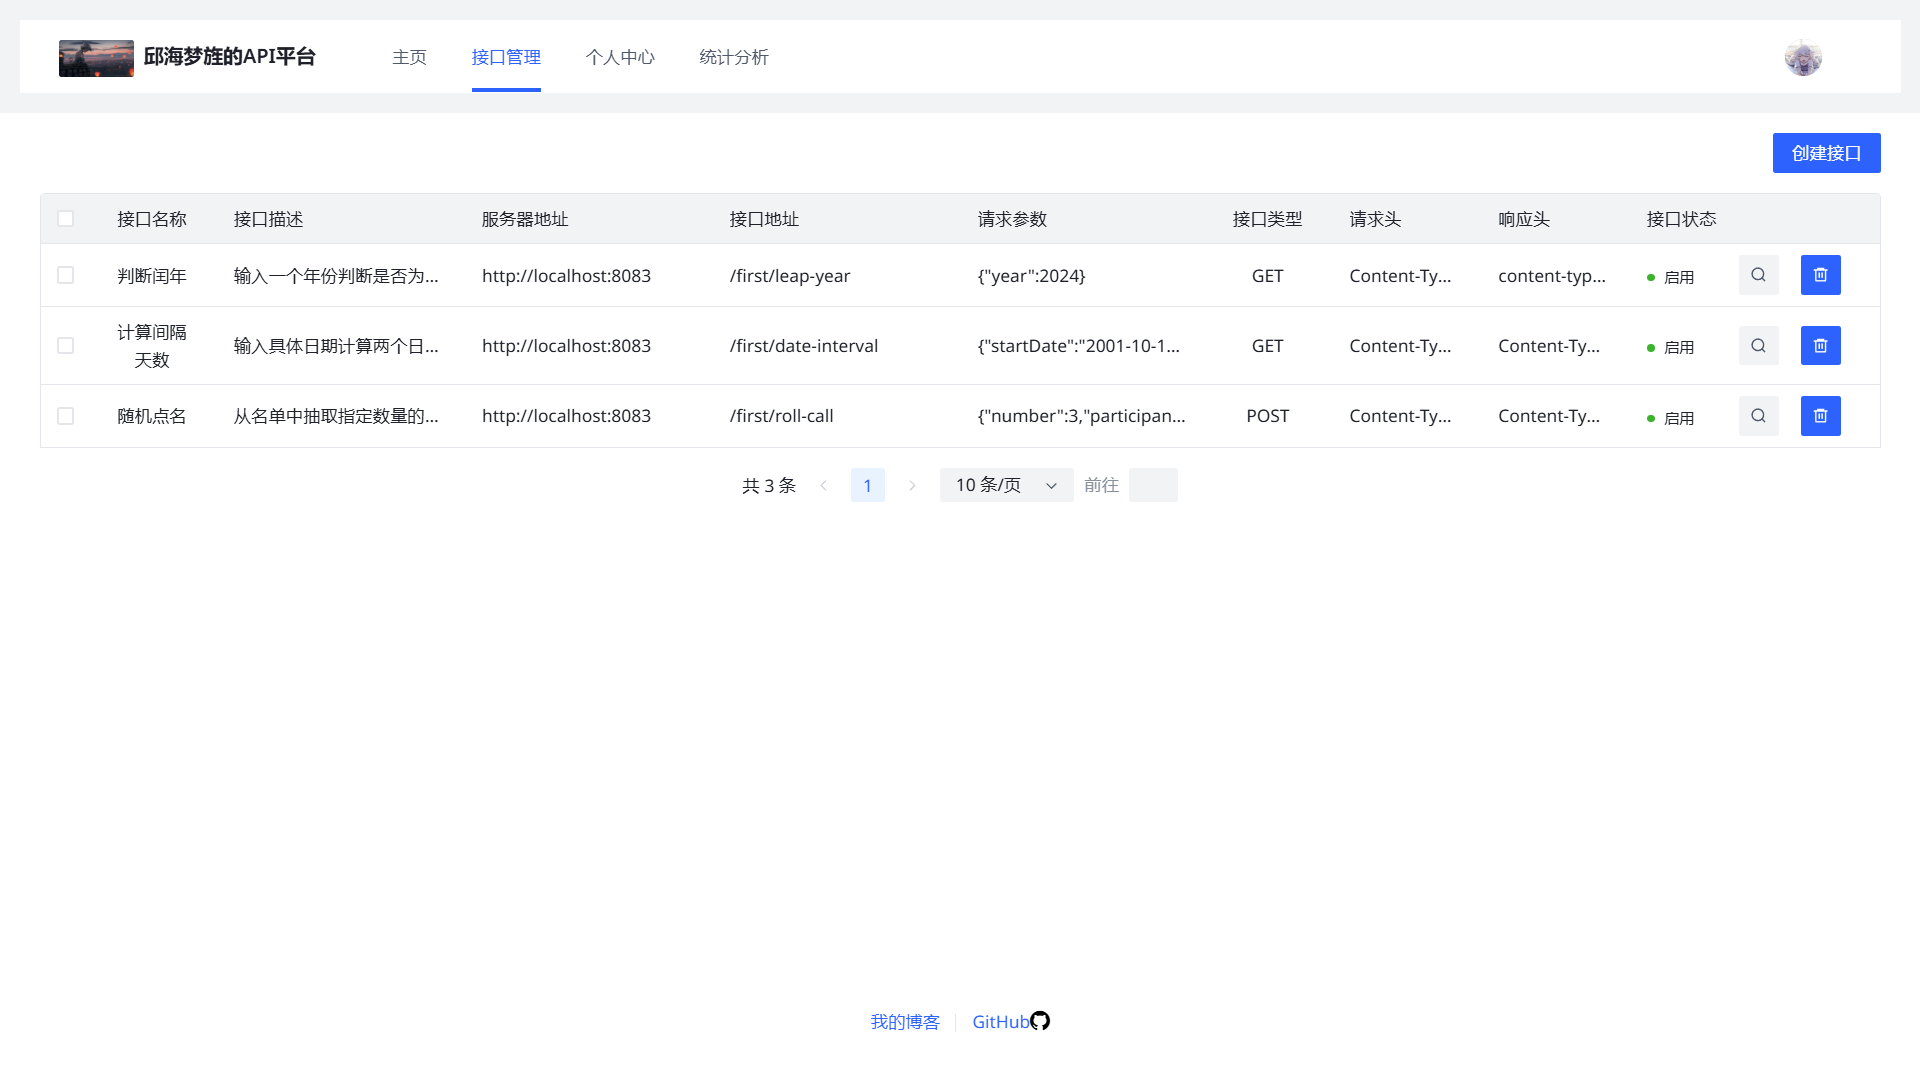 邱海梦旌的API平台 主页 接口管理 个人中心 统计分析
创建接口
接口名称 接口描述 服务器地址 接口地址 请求参数 接口类型 请求头 响应头 接口状态
判断闰年 输入一个年份判断是否为... http://localhost:8083 /first/leap-year {"year":2024} GET Content-Ty... content-typ... 启用
计算间隔
天数 输入具体日期计算两个日... http://localhost:8083 /first/date-interval {"startDate":"2001-10-1... GET Content-Ty... Content-Ty... 启用
随机点名 从名单中抽取指定数量的... http://localhost:8083 /first/roll-call {"number":3,"participan... POST Content-Ty... Content-Ty... 启用
共 3 条 1 10 条/页 前往
我的博客 GitHub